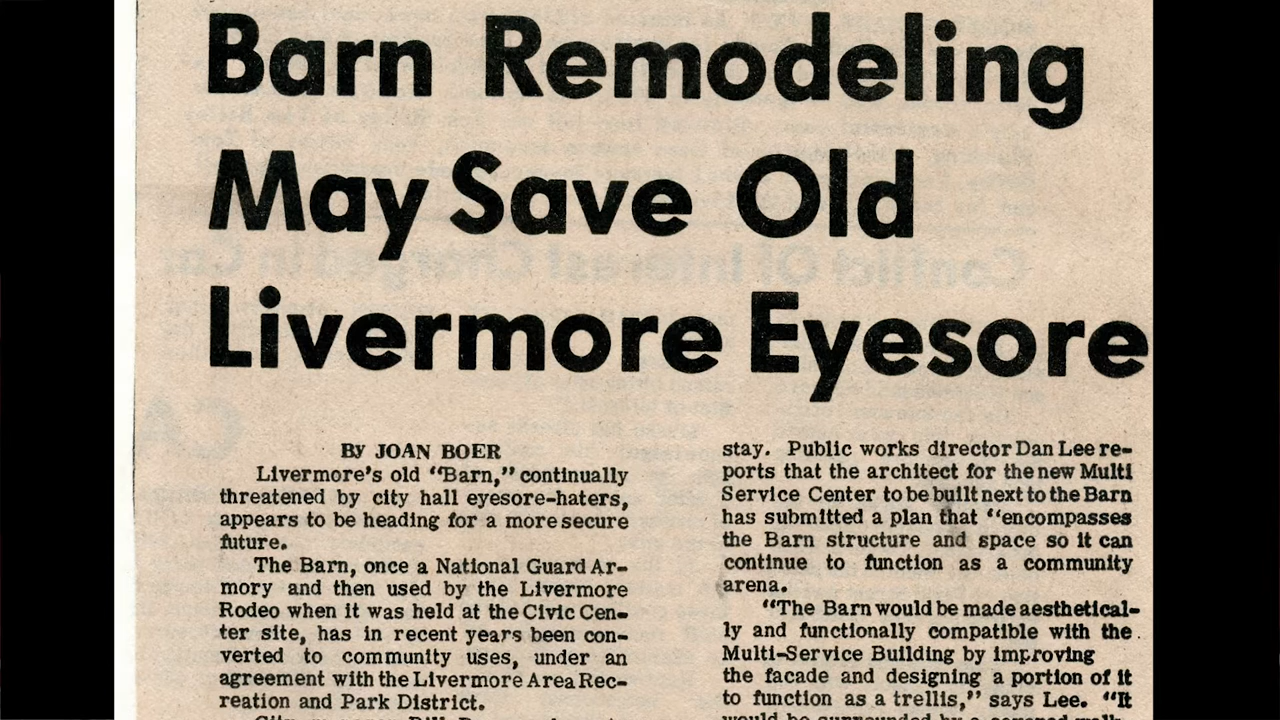 Barn Remodeling
May Save Old
Livermore Eyesore
By JOAN BOER
Livermore's old "Barn," continually
threatened by city hall eyesore-haters,
appears to be heading for a more secure
future.
The Barn, once a National Guard Ar-
mory and then used by the Livermore
Rodeo when it was held at the Civic Cen-
ter site, has in recent years been con-
verted to community uses, under an
agreement with the Livermore Area Rec-
reation and Park District.
stay. Public works director Dan Lee re-
ports that the architect for the new Multi
Service Center to be built next to the Barn
has submitted a plan that "encompasses
the Barn structure and space so it can
continue to function as a community
arena.
"The Barn would be made aesthetical-
ly and functionally compatible with the
Multi-Service Building by improving
the facade and designing a portion of it
to function as a trellis," says Lee. "It
would be surrounded by a covered walk-